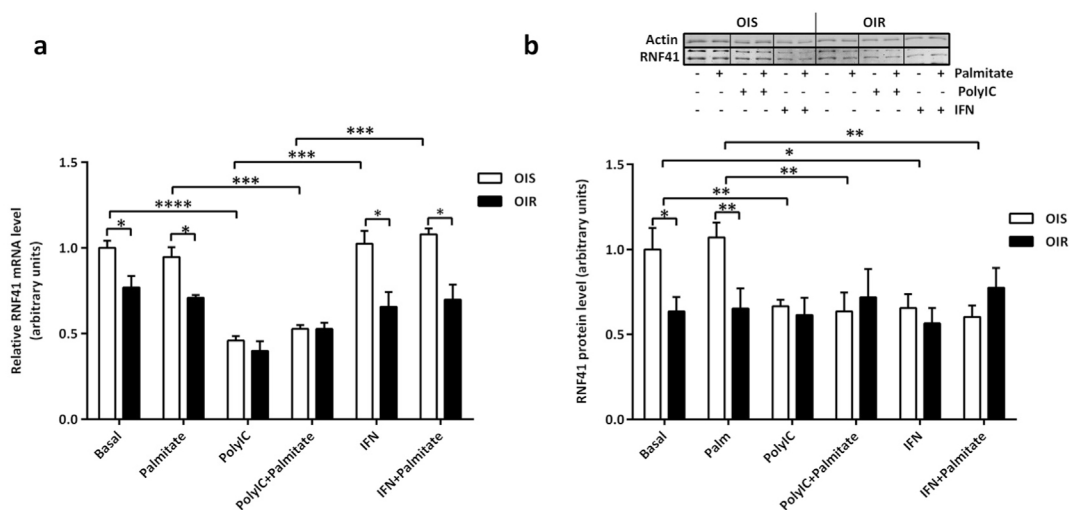 a
Relative RNF41 mRNA level
(arbitrary units)
1.5
1.0
0.5
0.0
***
***
***
****
*
*
*
*
OIS
OIR
Basal
Palmitate
PolyIC
PolyIC+Palmitate
IFN
IFN+Palmitate
b
OIS OIR
Actin
RNF41
- + - + - + - + - + - + Palmitate
- - + + - - - - + + - - PolyIC
- - - - + + - - - - + + IFN
RNF41 protein level (arbitrary units)
1.5
1.0
0.5
0.0
**
*
**
**
*
**
OIS
OIR
Basal
Palm
PolyIC
PolyIC+Palmitate
IFN
IFN+Palmitate